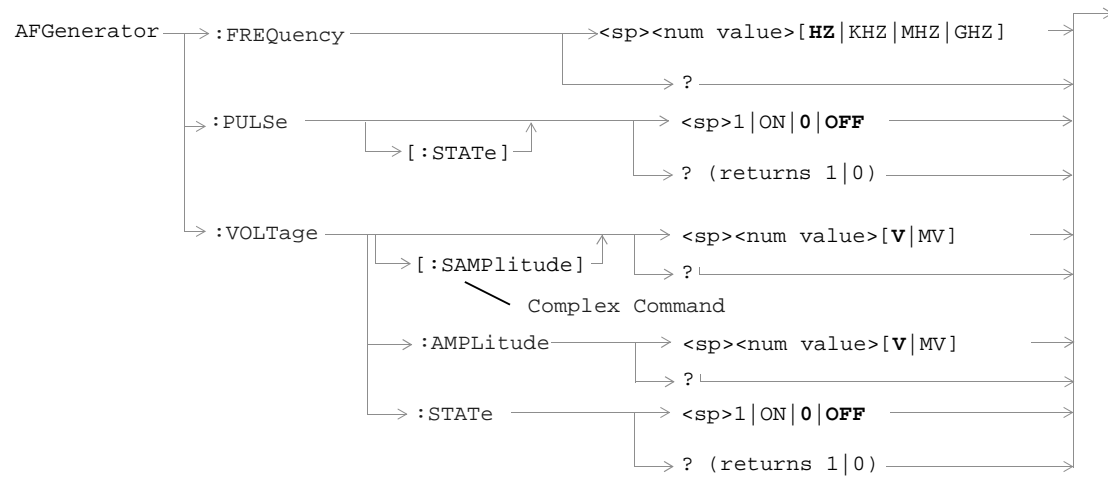 AFGenerator :FREQuency <sp><num value>[HZ|KHZ|MHZ|GHZ]
?
:PULSe <sp>1|ON|0|OFF
[:STATe]
? (returns 1|0)
:VOLTage <sp><num value>[V|MV]
[:SAMPlitude]
?
Complex Command
:AMPLitude <sp><num value>[V|MV]
?
:STATe <sp>1|ON|0|OFF
? (returns 1|0)